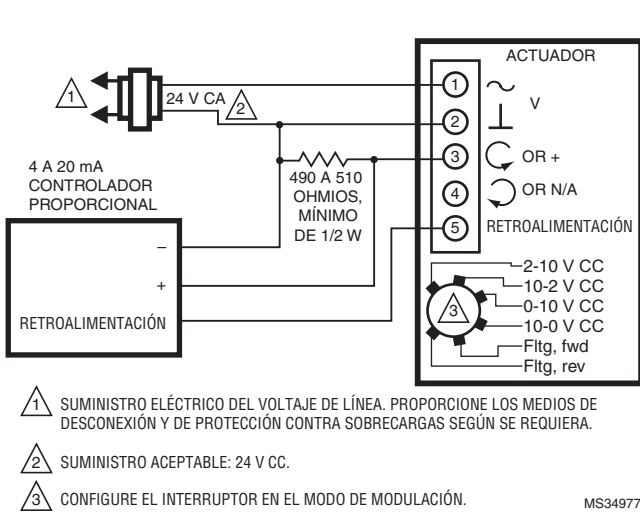 ACTUADOR
1
24 V CA
2
1
V
2
3
OR +
4 A 20 mA
CONTROLADOR
PROPORCIONAL
490 A 510
OHMIOS,
MÍNIMO
DE 1/2 W
4
OR N/A
5
RETROALIMENTACIÓN
–
+
RETROALIMENTACIÓN
3
2-10 V CC
10-2 V CC
0-10 V CC
10-0 V CC
Fltg, fwd
Fltg, rev
1 SUMINISTRO ELÉCTRICO DEL VOLTAJE DE LÍNEA. PROPORCIONE LOS MEDIOS DE
DESCONEXIÓN Y DE PROTECCIÓN CONTRA SOBRECARGAS SEGÚN SE REQUIERA.
2 SUMINISTRO ACEPTABLE: 24 V CC.
3 CONFIGURE EL INTERRUPTOR EN EL MODO DE MODULACIÓN.
MS34977